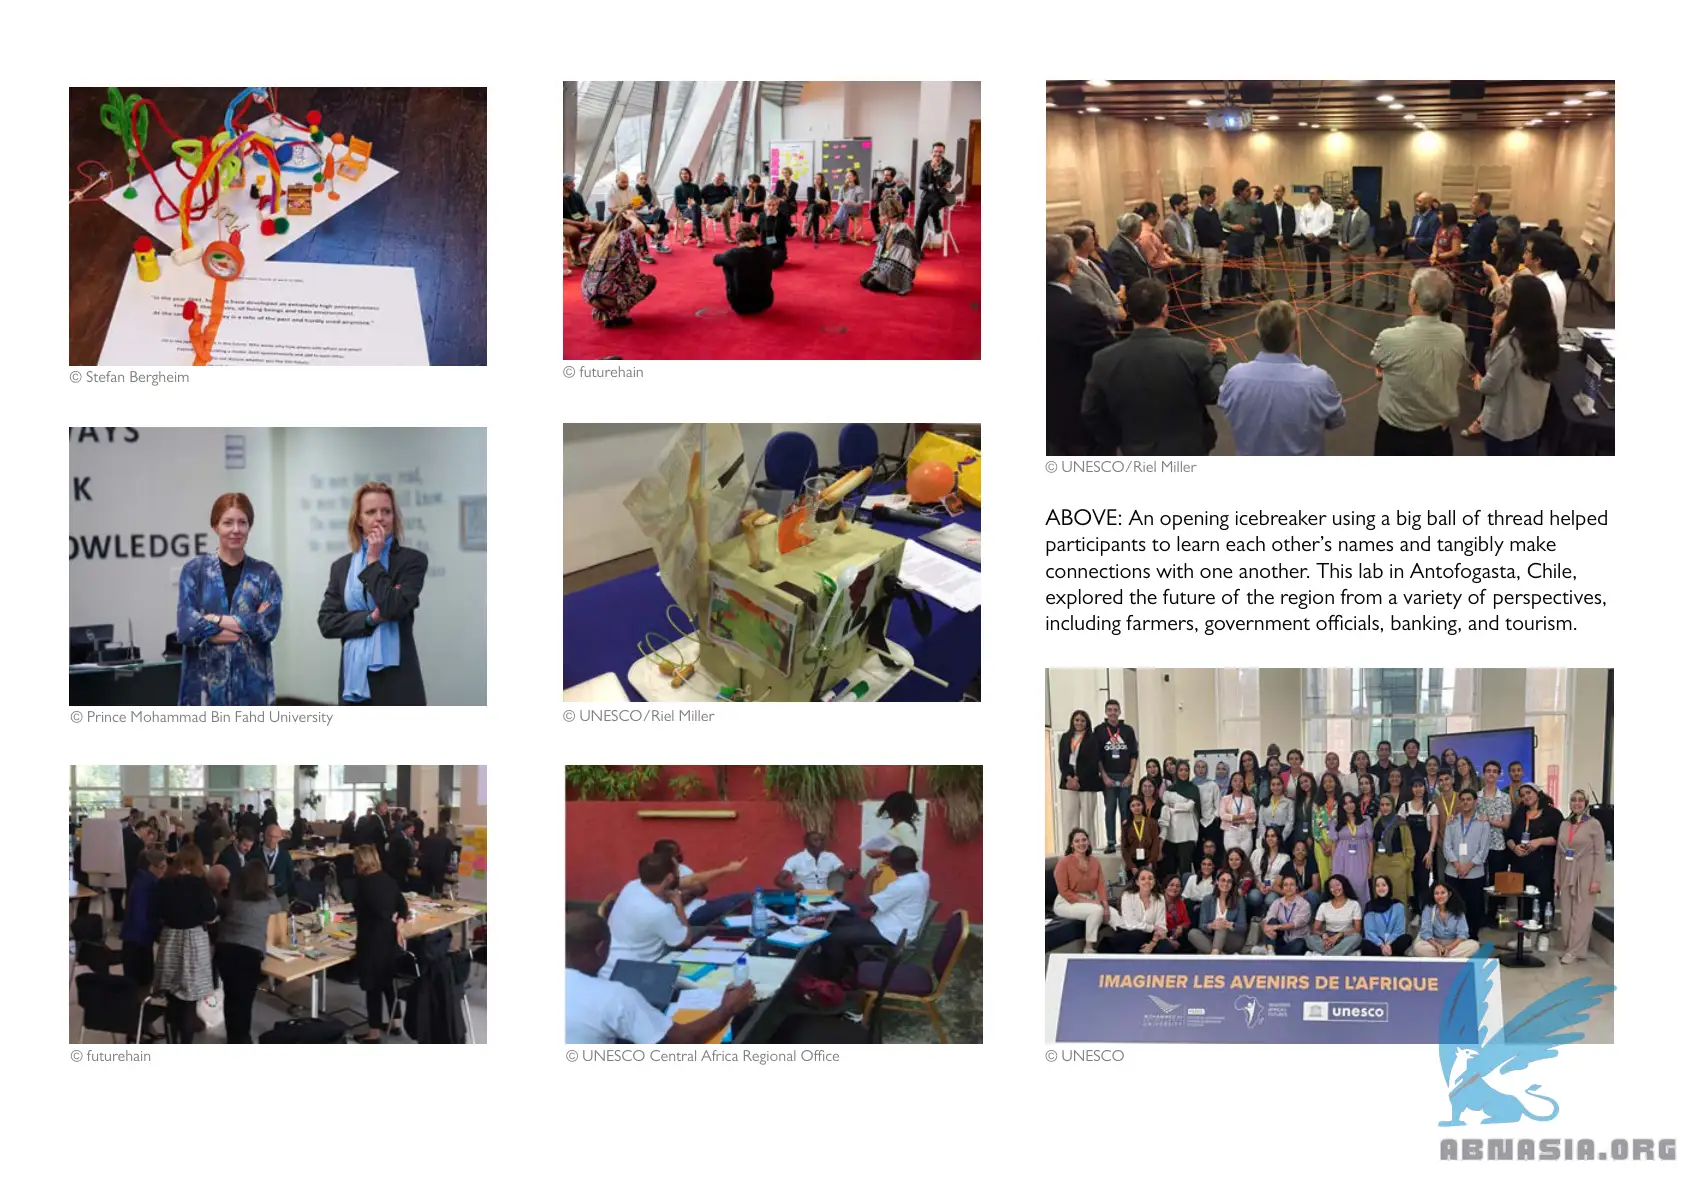 © Stefan Bergheim
© futurehain
© UNESCO/Riel Miller
AYS
K
OWLEDGE
© Prince Mohammad Bin Fahd University
© UNESCO/Riel Miller
ABOVE: An opening icebreaker using a big ball of thread helped
participants to learn each other’s names and tangibly make
connections with one another. This lab in Antofogasta, Chile,
explored the future of the region from a variety of perspectives,
including farmers, government officials, banking, and tourism.
© futurehain
© UNESCO Central Africa Regional Office
adidas
IMAGINER LES AVENIRS DE L’AFRIQUE
unesco
© UNESCO
ABNASIA.ORG